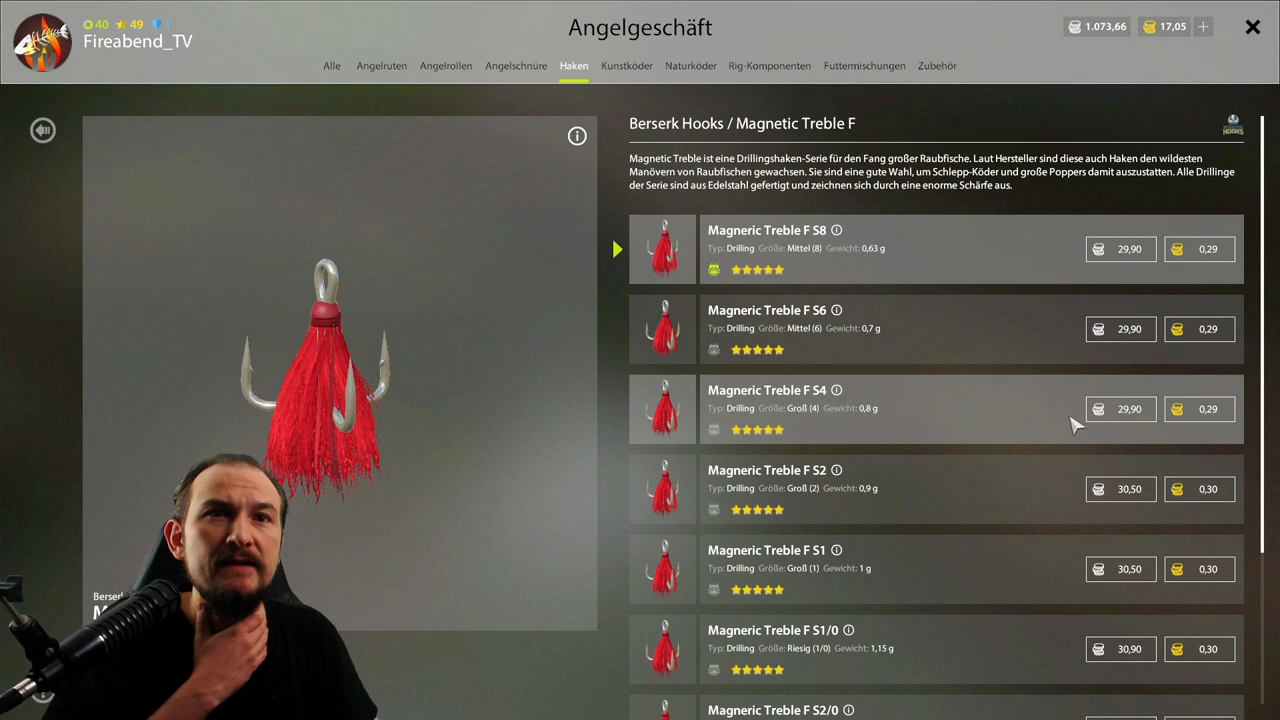 40 49 1
Fireabend_TV
Angelgeschäft
1.073,66 17,05 +
Alle Angelruten Angelrollen Angelschnüre Haken Kunstköder Naturköder Rig-Komponenten Futtermischungen Zubehör
Berserk Hooks / Magnetic Treble F
HOOKS
Magnetic Treble ist eine Drillingshaken-Serie für den Fang großer Raubfische. Laut Hersteller sind diese auch Haken den wildesten
Manövern von Raubfischen gewachsen. Sie sind eine gute Wahl, um Schlepp-Köder und große Poppers damit auszustatten. Alle Drillinge
der Serie sind aus Edelstahl gefertigt und zeichnen sich durch eine enorme Schärfe aus.
Magneric Treble F S8
Typ: Drilling Größe: Mittel (8) Gewicht: 0,63 g
29,90 0,29
Magneric Treble F S6
Typ: Drilling Größe: Mittel (6) Gewicht: 0,7 g
29,90 0,29
Magneric Treble F S4
Typ: Drilling Größe: Groß (4) Gewicht: 0,8 g
29,90 0,29
Magneric Treble F S2
Typ: Drilling Größe: Groß (2) Gewicht: 0,9 g
30,50 0,30
Magneric Treble F S1
Typ: Drilling Größe: Groß (1) Gewicht: 1 g
30,50 0,30
Magneric Treble F S1/0
Typ: Drilling Größe: Riesig (1/0) Gewicht: 1,15 g
30,90 0,30
Magneric Treble F S2/0
Berserk
M